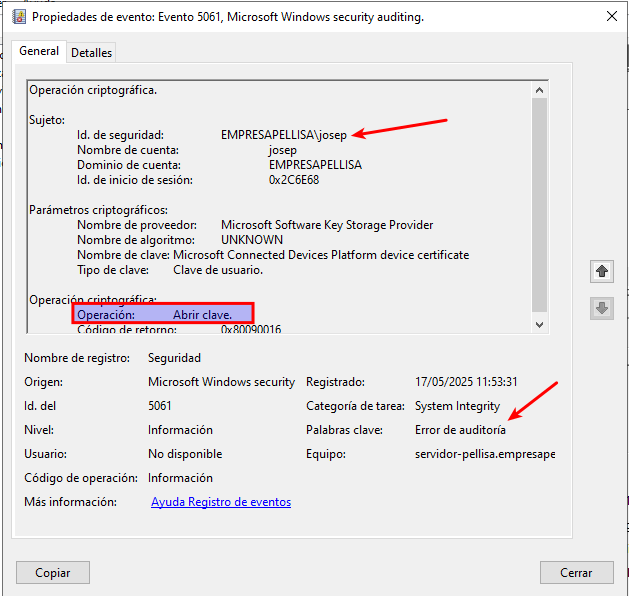 Propiedades de evento: Evento 5061, Microsoft Windows security auditing.
General Detalles
Operación criptográfica.
Sujeto:
Id. de seguridad: EMPRESAPELLISA\josep
Nombre de cuenta: josep
Dominio de cuenta: EMPRESAPELLISA
Id. de inicio de sesión: 0x2C6E68
Parámetros criptográficos:
Nombre de proveedor: Microsoft Software Key Storage Provider
Nombre de algoritmo: UNKNOWN
Nombre de clave: Microsoft Connected Devices Platform device certificate
Tipo de clave: Clave de usuario.
Operación criptográfica:
Operación: Abrir clave.
Código de retorno: 0x80090016
Nombre de registro: Seguridad
Origen: Microsoft Windows security Registrado: 17/05/2025 11:53:31
Id. del 5061 Categoría de tarea: System Integrity
Nivel: Información Palabras clave: Error de auditoría
Usuario: No disponible Equipo: servidor-pellisa.empresape
Código de operación: Información
Más información: Ayuda Registro de eventos
Copiar Cerrar